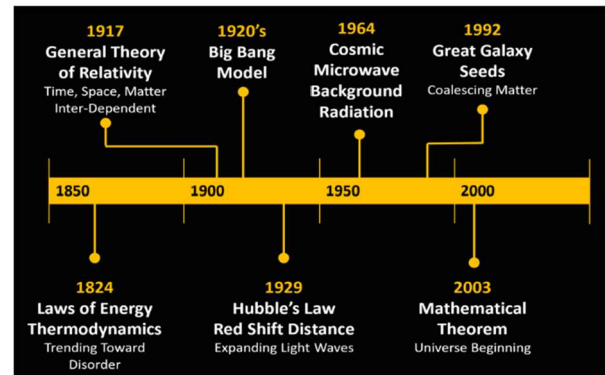 1917
General Theory
of Relativity
Time, Space, Matter
Inter-Dependent
1920's
Big Bang
Model
1964
Cosmic
Microwave
Background
Radiation
1992
Great Galaxy
Seeds
Coalescing Matter
1850
1900
1950
2000
1824
Laws of Energy
Thermodynamics
Trending Toward
Disorder
1929
Hubble's Law
Red Shift Distance
Expanding Light Waves
2003
Mathematical
Theorem
Universe Beginning